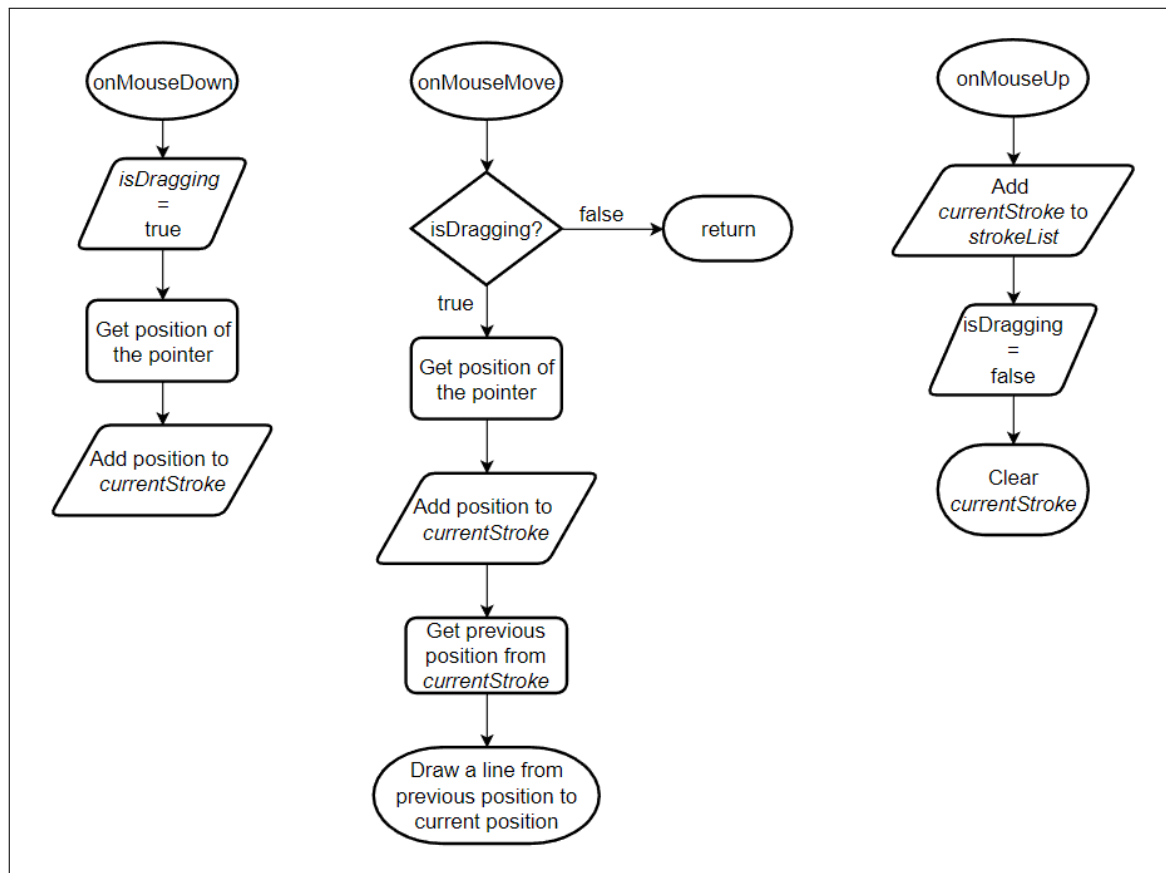 onMouseDown
isDragging
=
true
Get position of
the pointer
Add position to
currentStroke
onMouseMove
isDragging?
false
return
true
Get position of
the pointer
Add position to
currentStroke
Get previous
position from
currentStroke
Draw a line from
previous position to
current position
onMouseUp
Add
currentStroke to
strokeList
isDragging
=
false
Clear
currentStroke